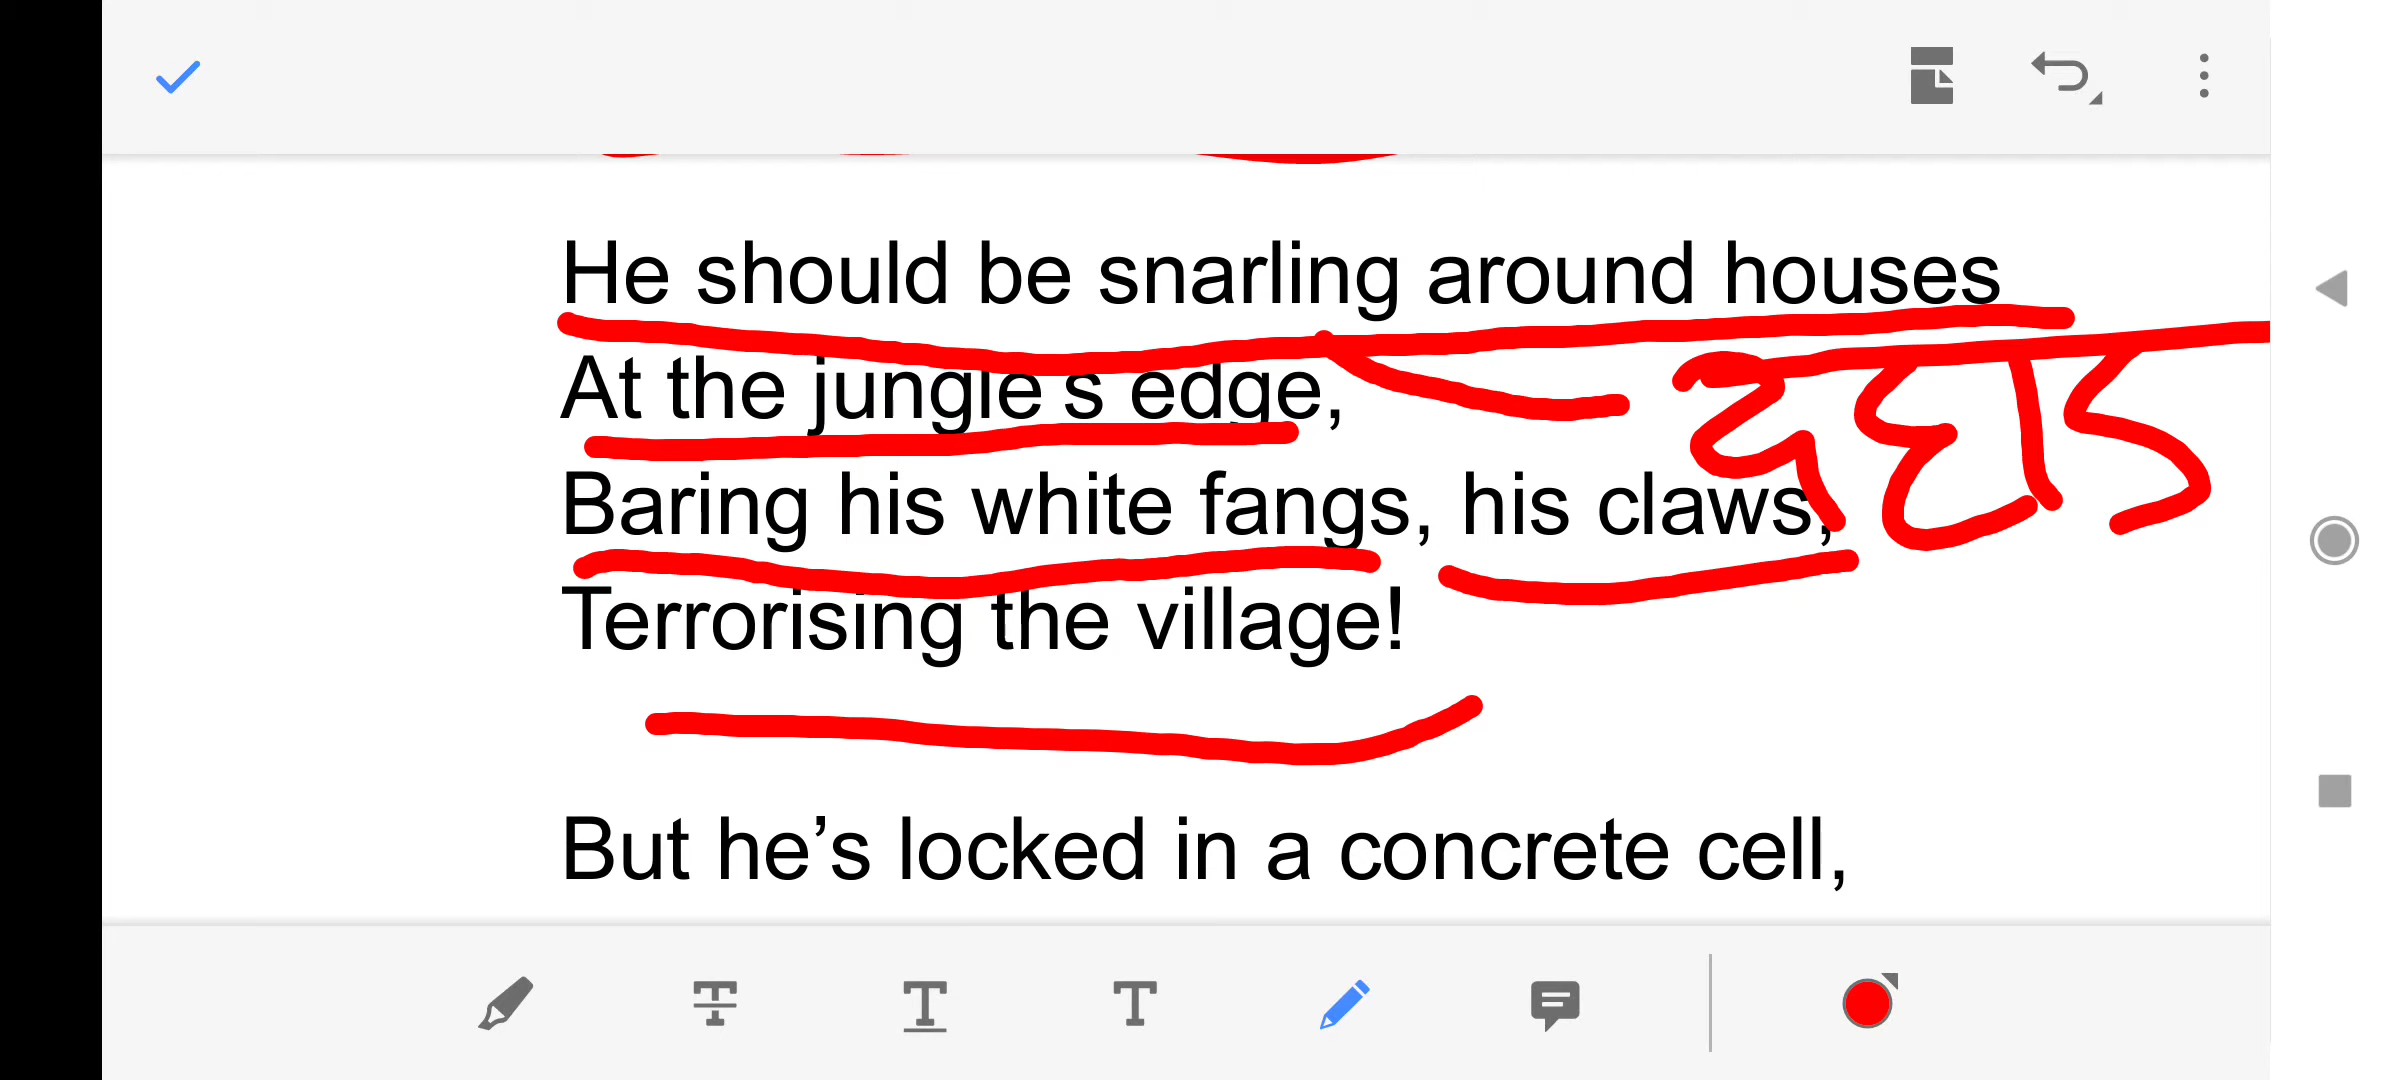 He should be snarling around houses
At the jungle's edge,
दहाड
Baring his white fangs, his claws,
Terrorising the village!
But he’s locked in a concrete cell,